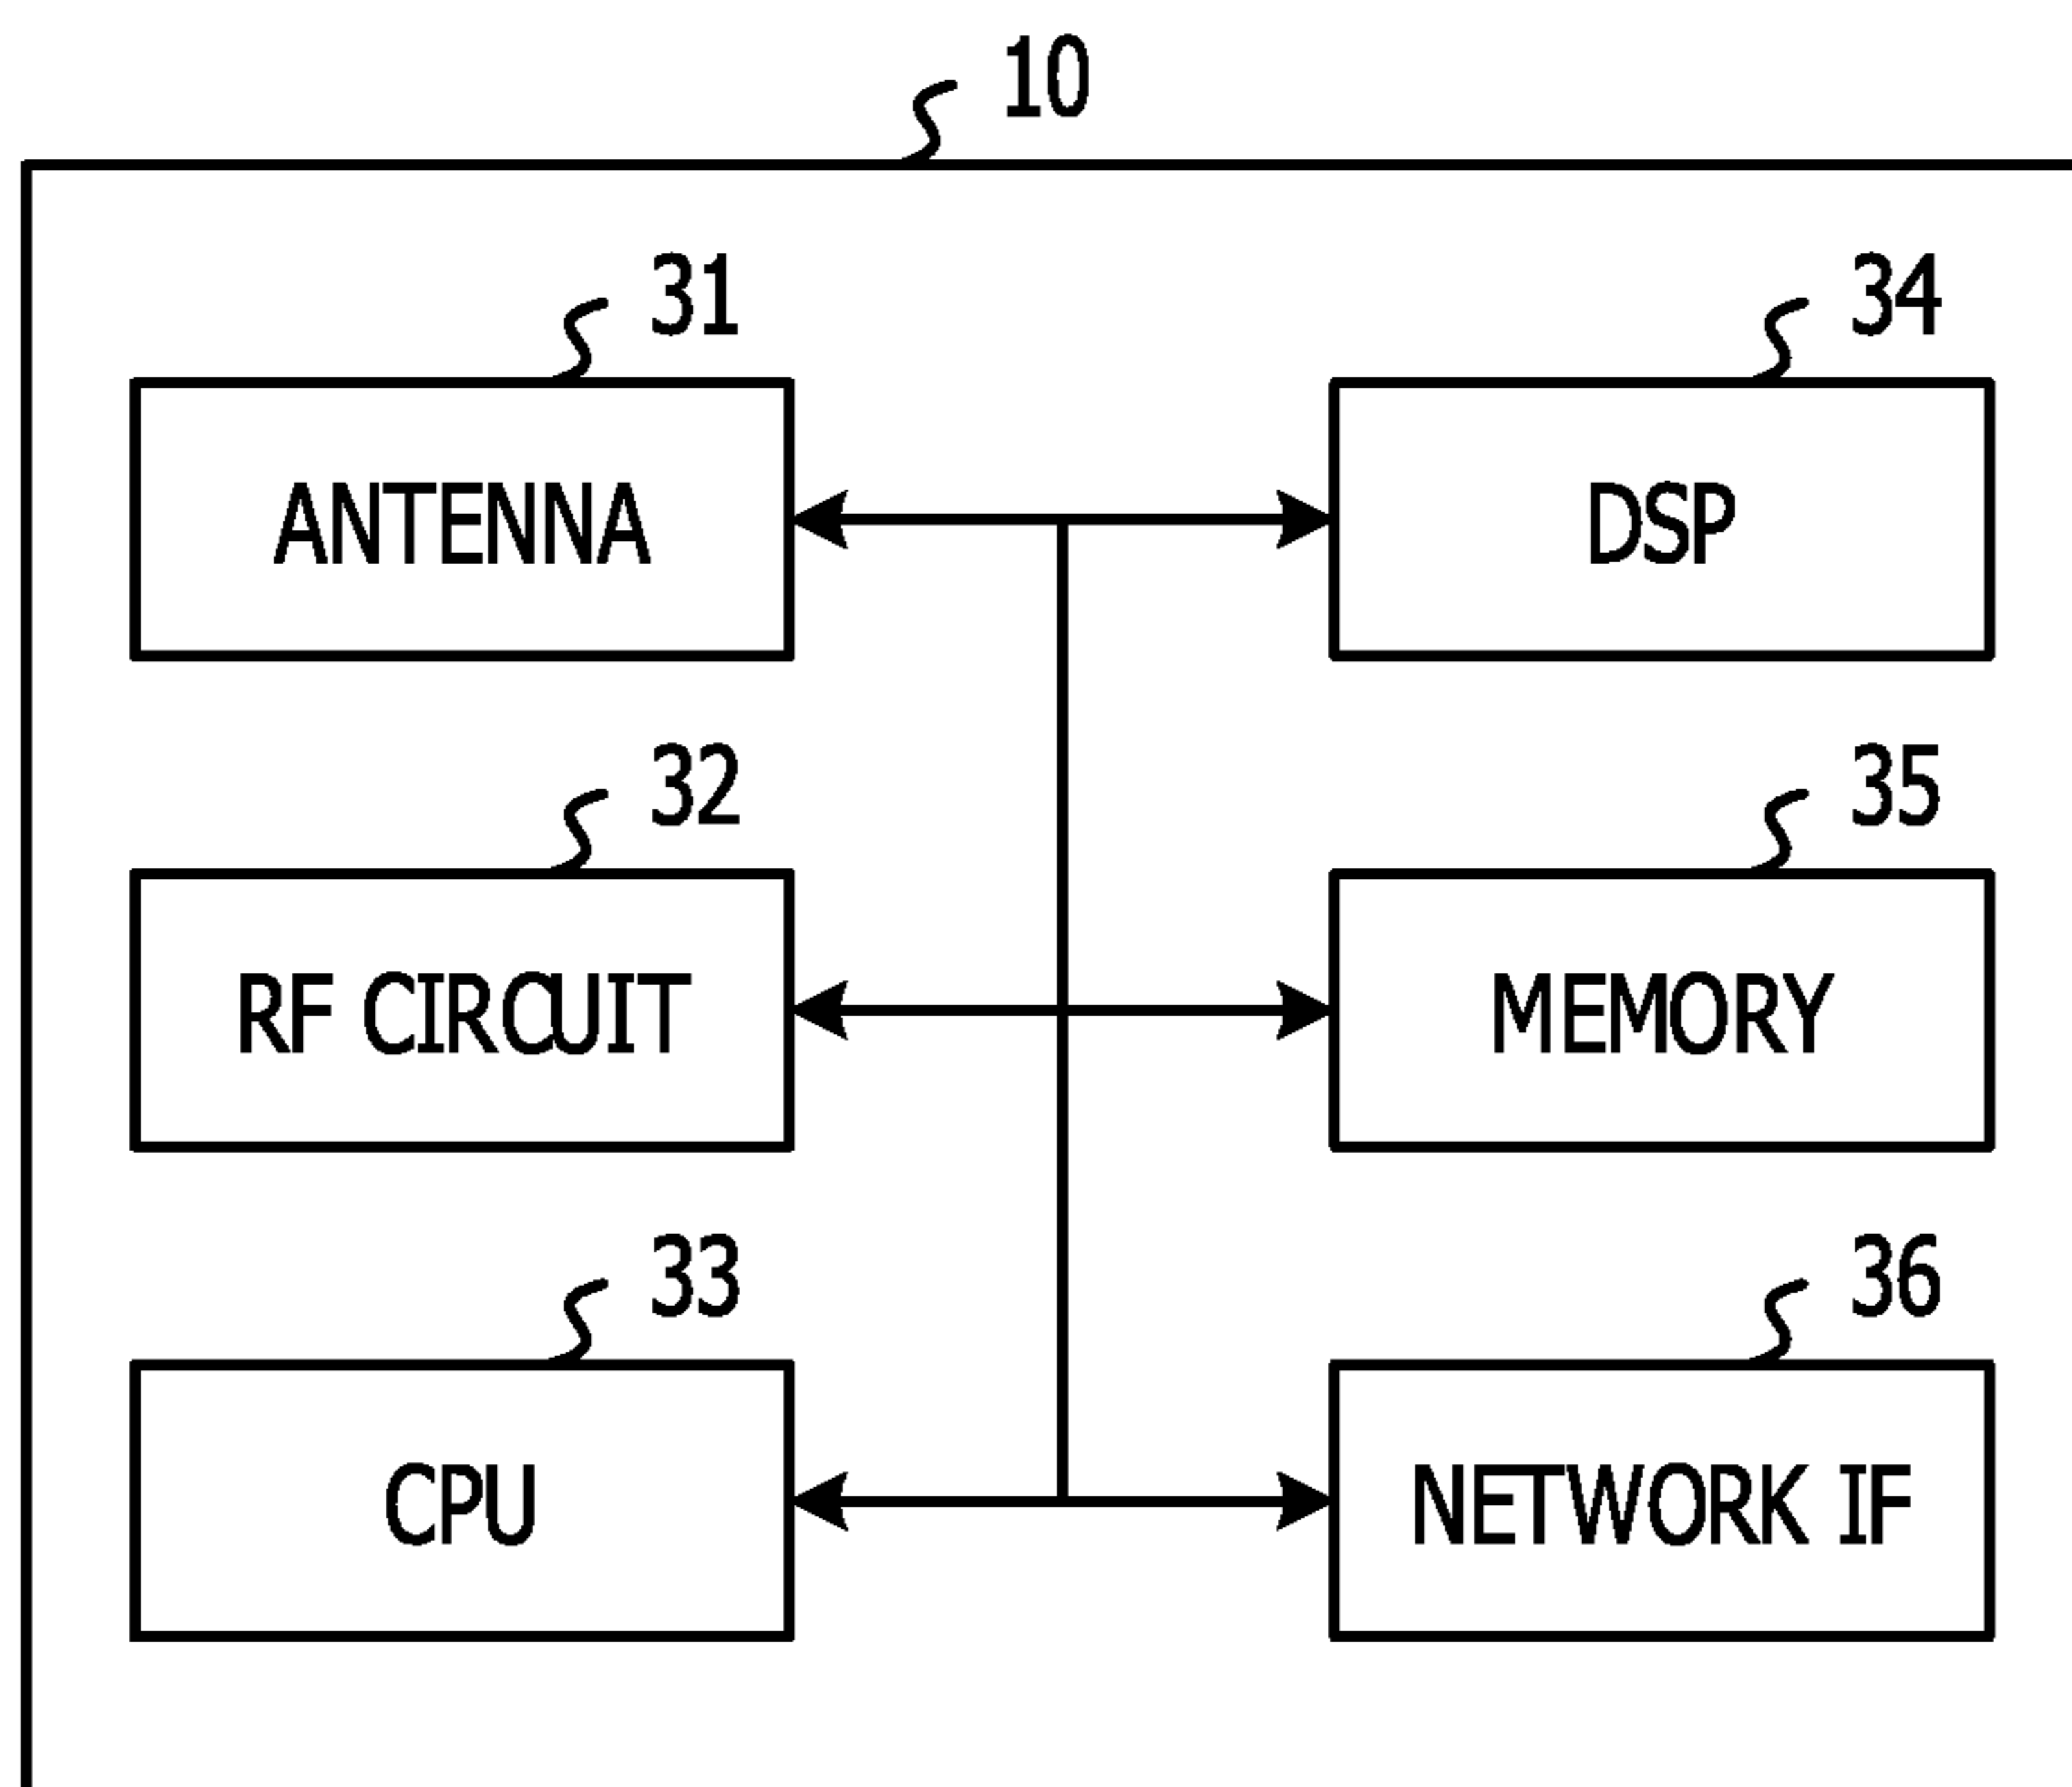 10
31
34
ANTENNA
DSP
32
35
RF CIRCUIT
MEMORY
33
36
CPU
NETWORK IF